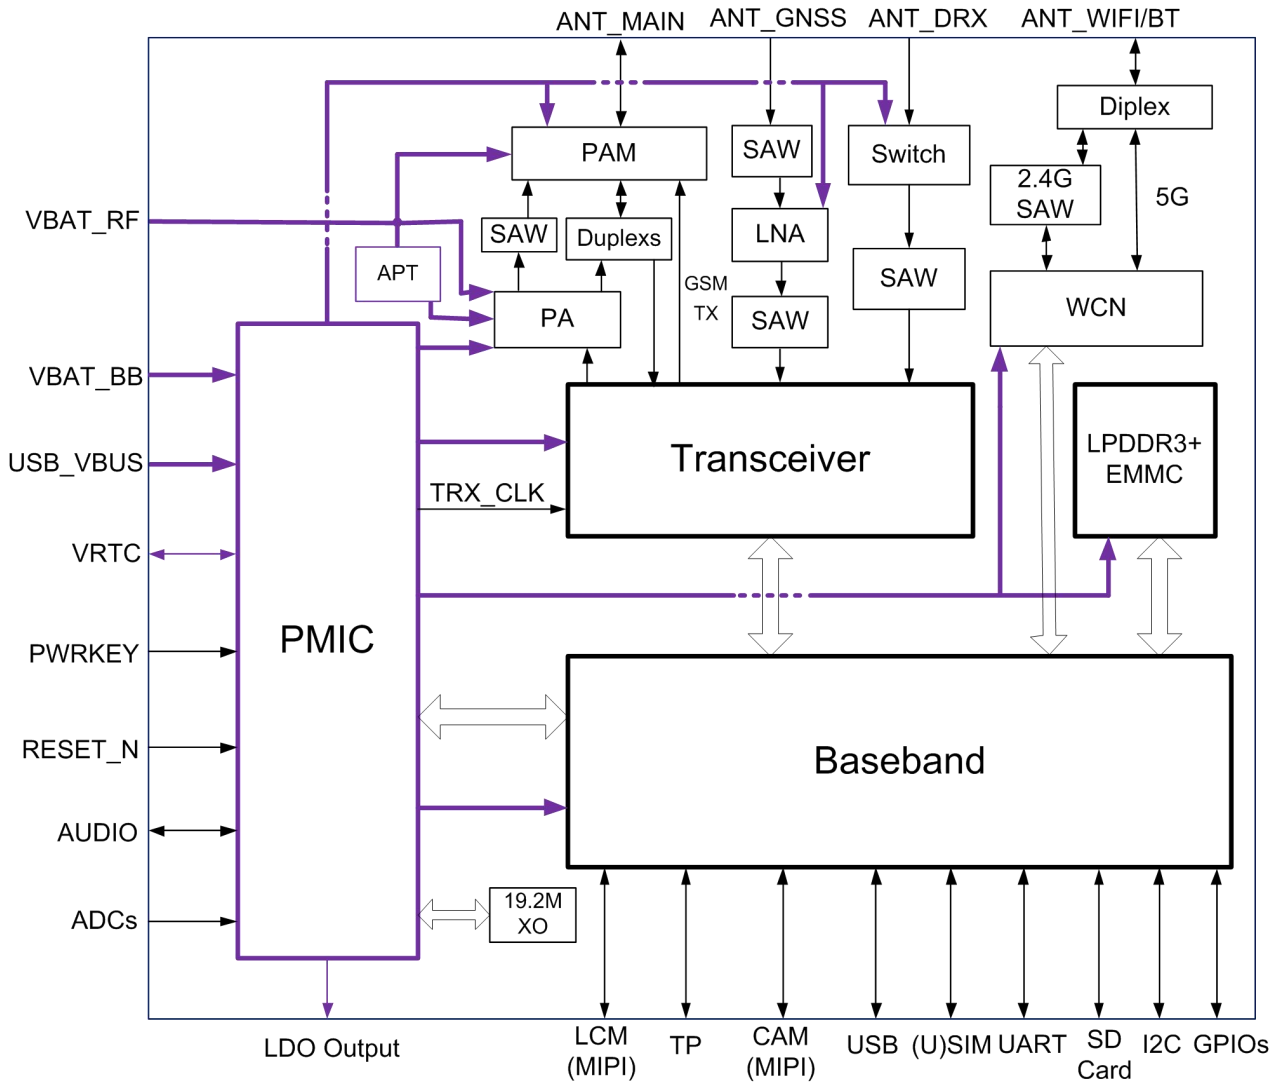 ANT_MAIN
ANT_GNSS
ANT_DRX
ANT_WIFI/BT
Diplex
PAM
SAW
Switch
2.4G
SAW
5G
VBAT_RF
SAW
Duplexs
LNA
APT
GSM
TX
SAW
PA
SAW
WCN
VBAT_BB
USB_VBUS
Transceiver
LPDDR3+
EMMC
TRX_CLK
VRTC
PMIC
PWRKEY
RESET_N
Baseband
AUDIO
ADCs
19.2M
XO
LDO Output
LCM
(MIPI)
TP
CAM
(MIPI)
USB
(U)SIM
UART
SD
Card
I2C
GPIOs